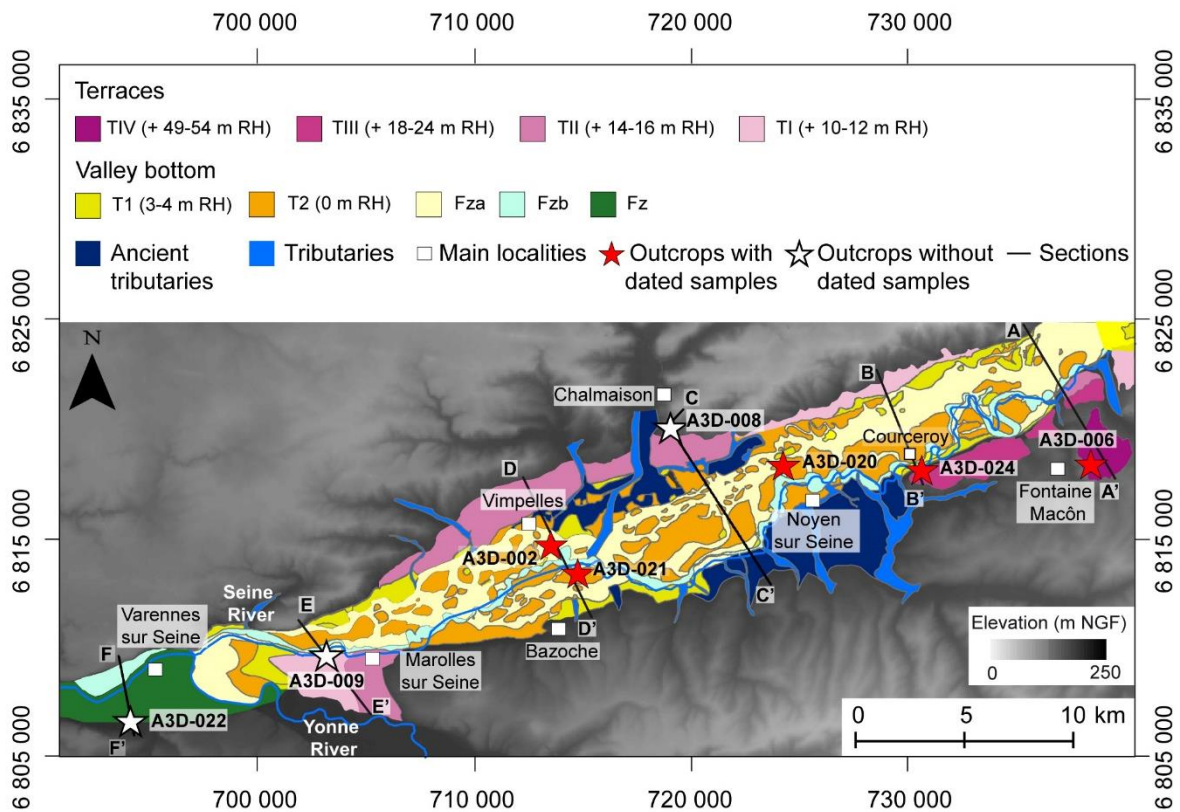 700 000 710 000 720 000 730 000
6 835 000
6 835 000
6 825 000
6 825 000
6 815 000
6 815 000
6 805 000
6 805 000
Terraces
TIV (+ 49-54 m RH) TIII (+ 18-24 m RH) TII (+ 14-16 m RH) TI (+ 10-12 m RH)
Valley bottom
T1 (3-4 m RH) T2 (0 m RH) Fza Fzb Fz
Ancient tributaries
Tributaries
Main localities
Outcrops with dated samples
Outcrops without dated samples
Sections
N
A
B
Chalmaison
C
A3D-008
Courceroy
A3D-006
A3D-020
A3D-024
D
B'
A'
Vimpelles
Fontaine
Macôn
Noyen
sur Seine
A3D-002
A3D-021
C'
Seine
River
E
D'
Elevation (m NGF)
0 250
Varennes
sur Seine
Bazoche
F
Marolles
sur Seine
A3D-009
E'
A3D-022
F'
Yonne
River
0 5 10 km
700 000 710 000 720 000 730 000